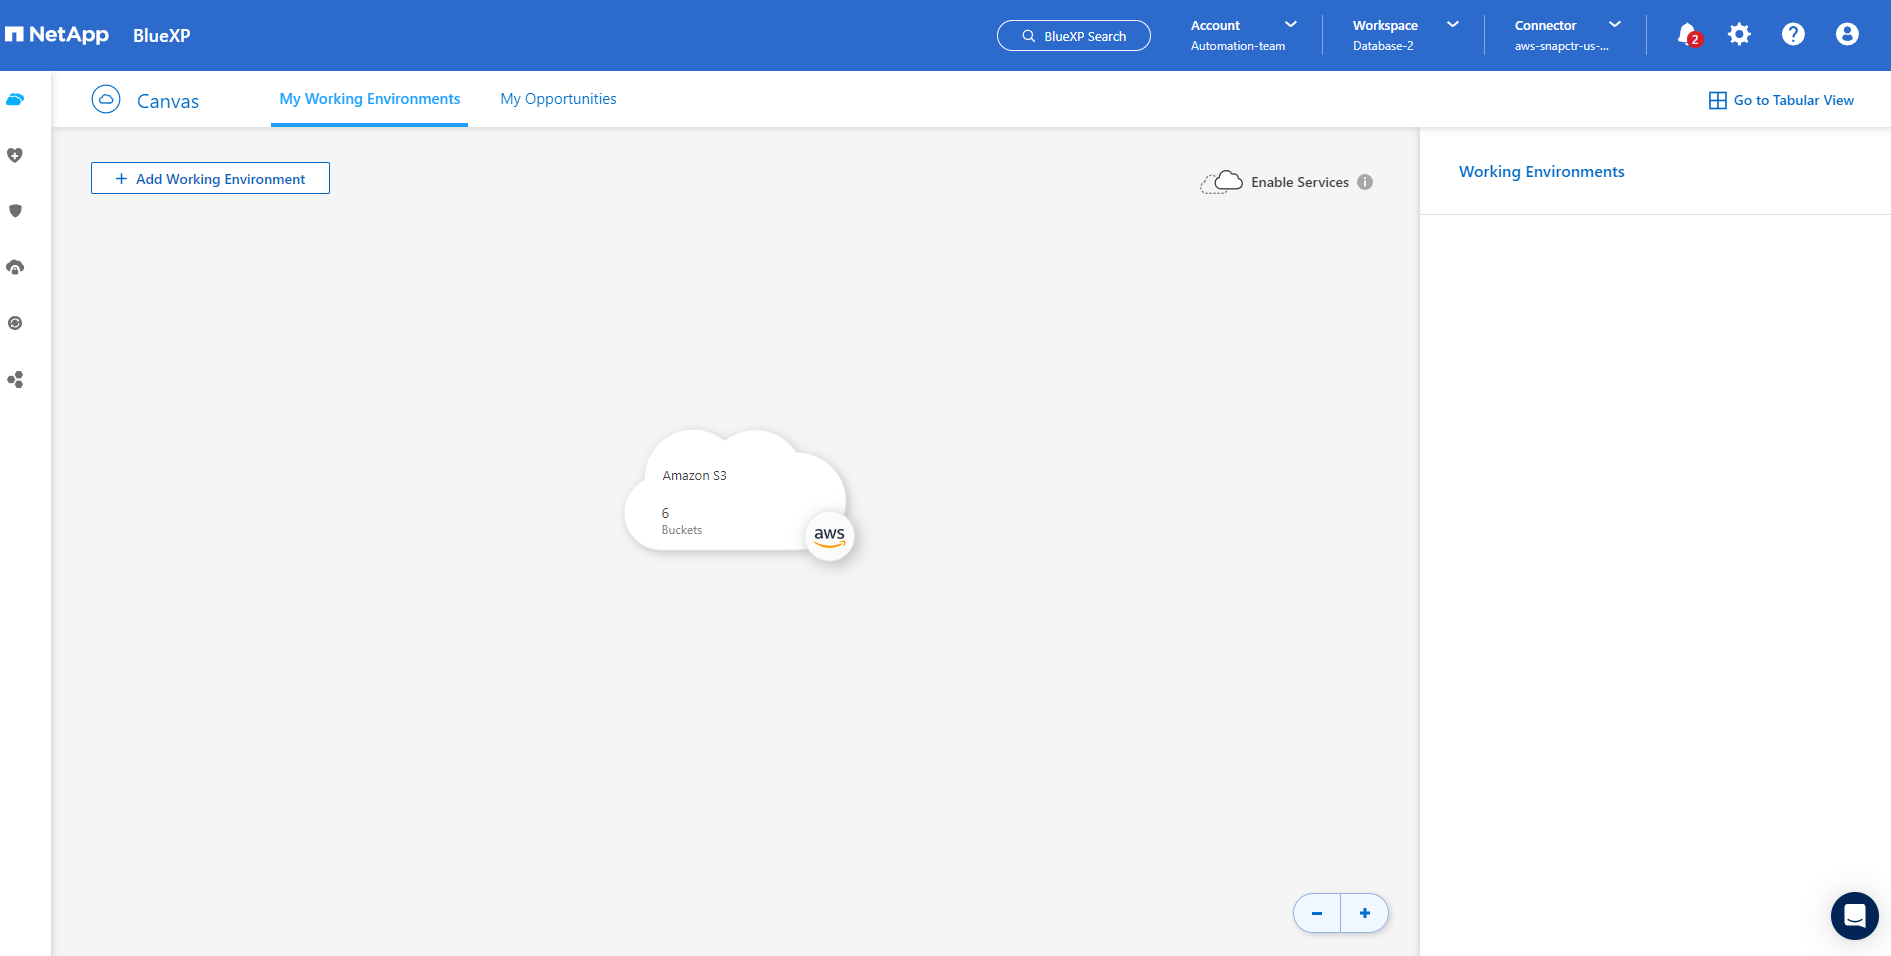 NetApp BlueXP
BlueXP Search
Account
Automation-team
Workspace
Database-2
Connector
aws-snapctr-us-...
2
Canvas
My Working Environments
My Opportunities
Go to Tabular View
+ Add Working Environment
Enable Services
Working Environments
Amazon S3
6
Buckets
aws